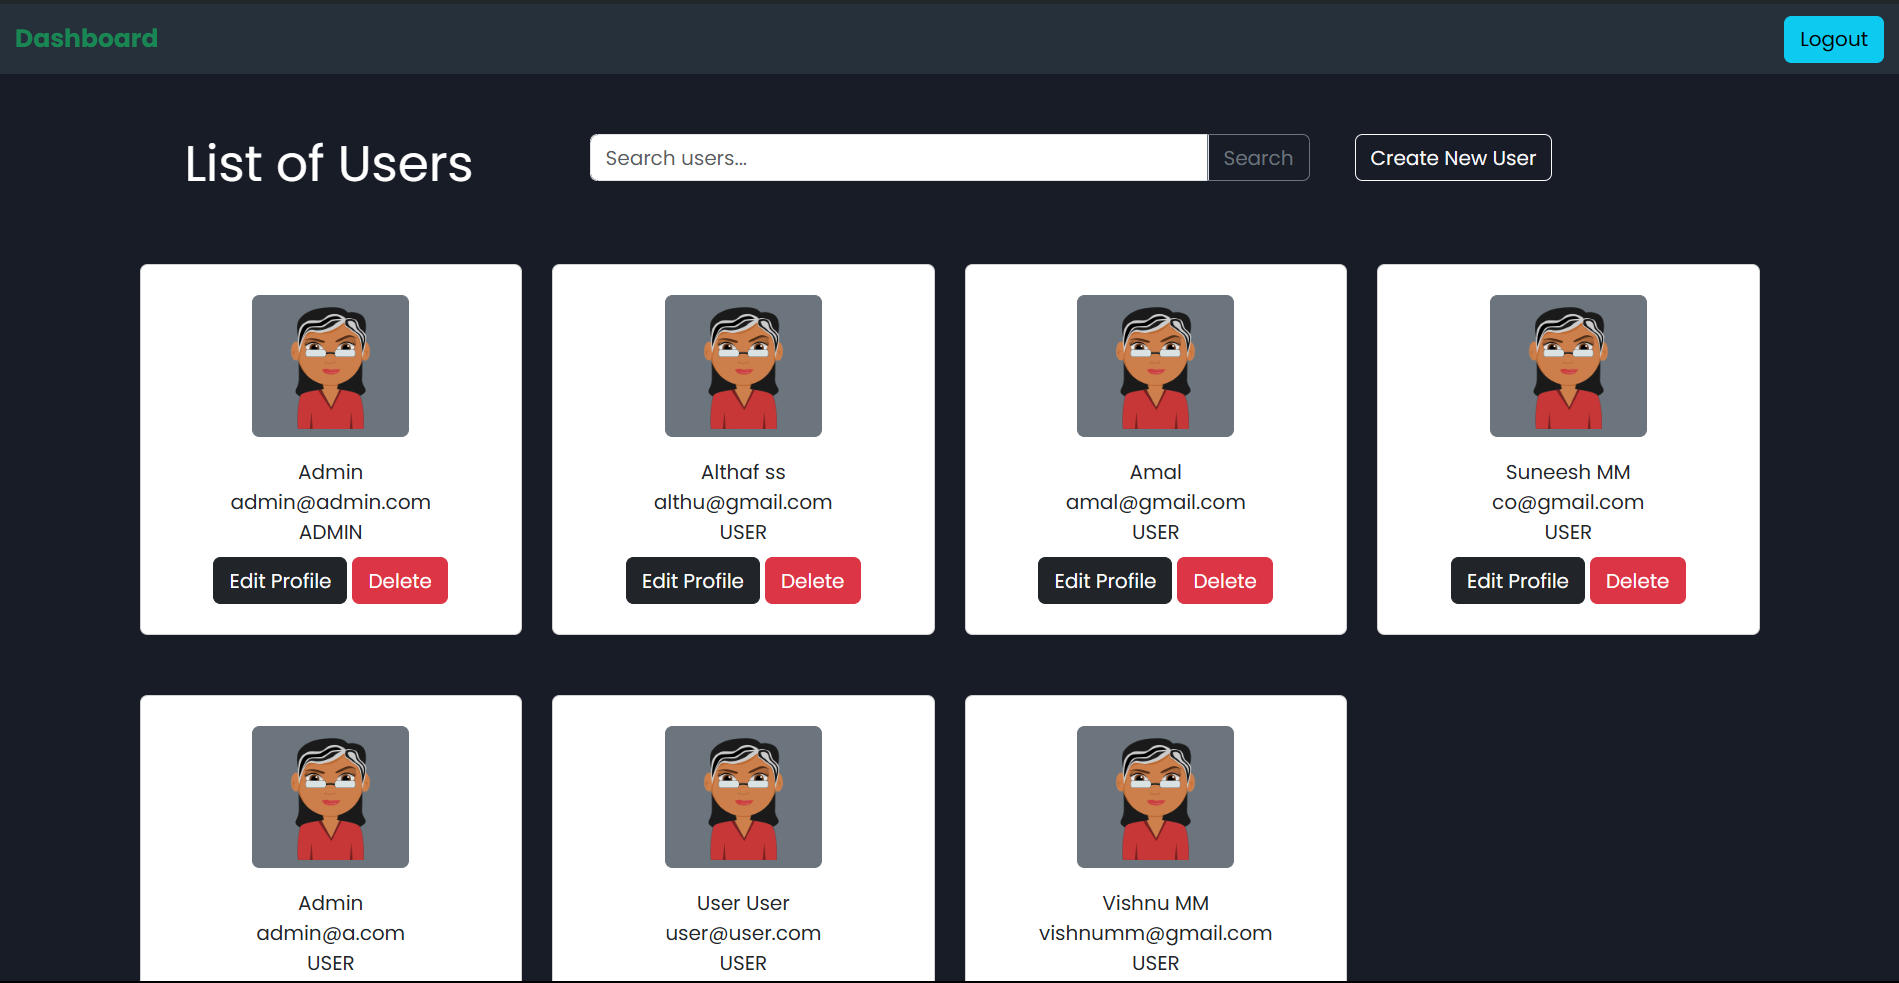 Dashboard
Logout
List of Users
Search users...
Search
Create New User
Admin
admin@admin.com
ADMIN
Edit Profile
Delete
Althaf ss
althu@gmail.com
USER
Edit Profile
Delete
Amal
amal@gmail.com
USER
Edit Profile
Delete
Suneesh MM
co@gmail.com
USER
Edit Profile
Delete
Admin
admin@a.com
USER
User User
user@user.com
USER
Vishnu MM
vishnumm@gmail.com
USER